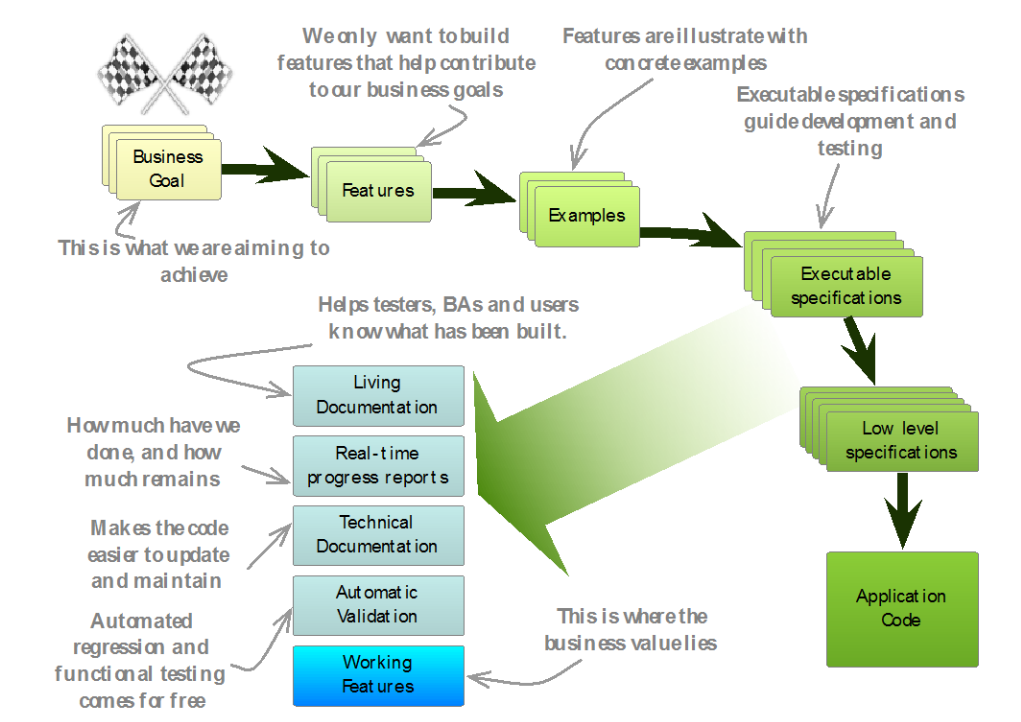 We only want to build
features that help contribute
to our business goals
Features are illustrate with
concrete examples
Executable specifications
guide development and
testing
Business
Goal
Features
Examples
Executable
specifications
This is what we are aiming to
achieve
Helps testers, BAs and users
know what has been built.
Living
Documentation
Low level
specifications
How much have we
done, and how
much remains
Real-time
progress reports
Makes the code
easier to update
and maintain
Technical
Documentation
Automatic
Validation
Application
Code
Automated
regression and
functional testing
comes for free
This is where the
business value lies
Working
Features